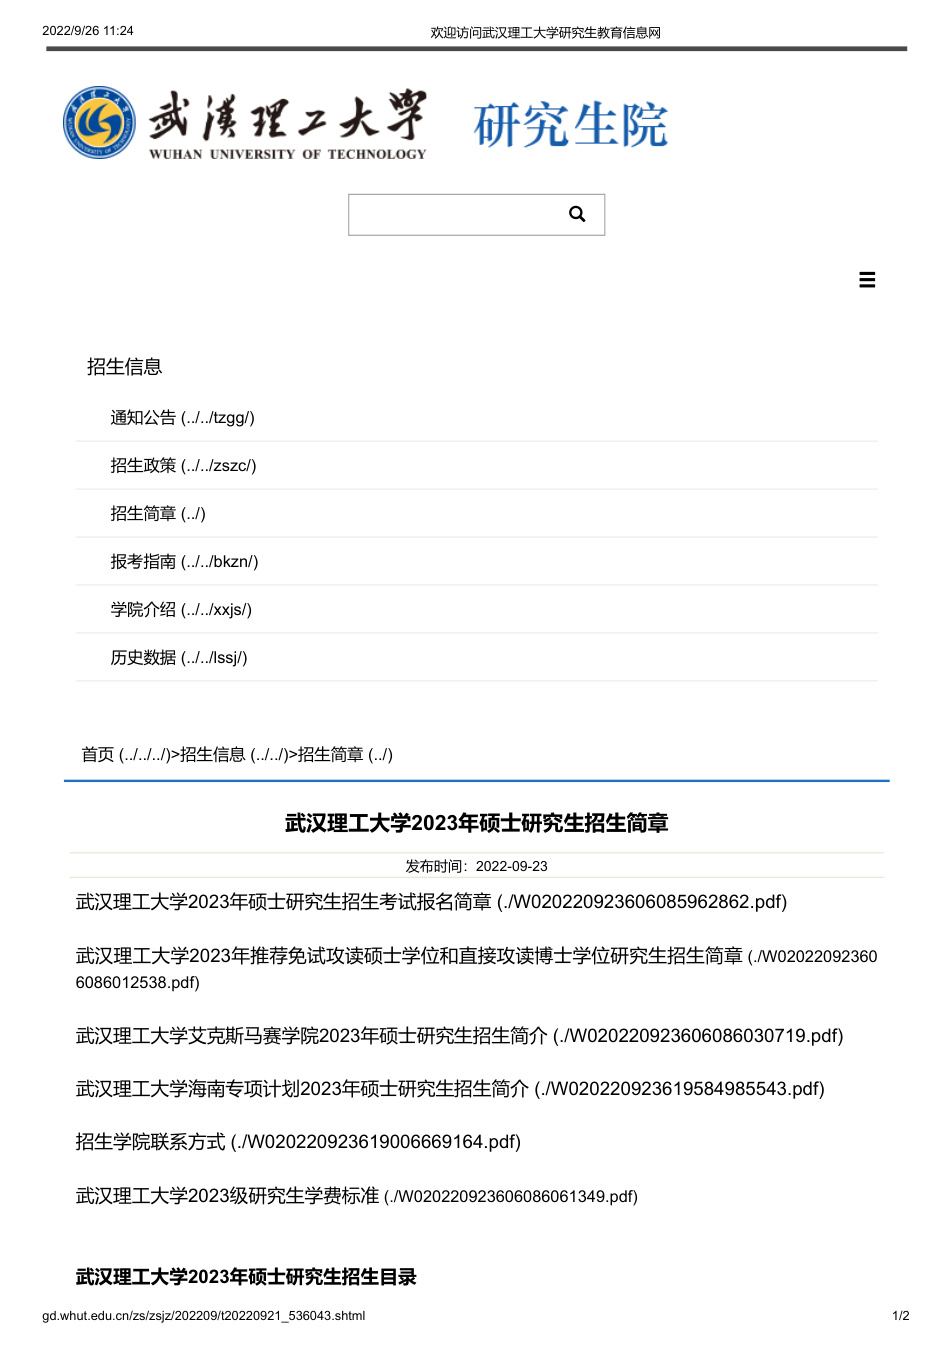 2022/9/26 11:24
欢迎访问武汉理工大学研究生教育信息网
武漢理工大学
WUHAN UNIVERSITY OF TECHNOLOGY
研究生院
招生信息
通知公告 (../../tzgg/)
招生政策 (../../zszc/)
招生简章 (../)
报考指南 (../../bkzn/)
学院介绍 (../../xxjs/)
历史数据 (../../lssj/)
首页 (../../../)>招生信息 (../../)>招生简章 (../)
武汉理工大学2023年硕士研究生招生简章
发布时间：2022-09-23
武汉理工大学2023年硕士研究生招生考试报名简章 (./W020220923606085962862.pdf)
武汉理工大学2023年推荐免试攻读硕士学位和直接攻读博士学位研究生招生简章 (./W02022092360
6086012538.pdf)
武汉理工大学艾克斯马赛学院2023年硕士研究生招生简介 (./W020220923606086030719.pdf)
武汉理工大学海南专项计划2023年硕士研究生招生简介 (./W020220923619584985543.pdf)
招生学院联系方式 (./W020220923619006669164.pdf)
武汉理工大学2023级研究生学费标准 (./W020220923606086061349.pdf)
武汉理工大学2023年硕士研究生招生目录
gd.whut.edu.cn/zs/zsjz/202209/t20220921_536043.shtml
1/2